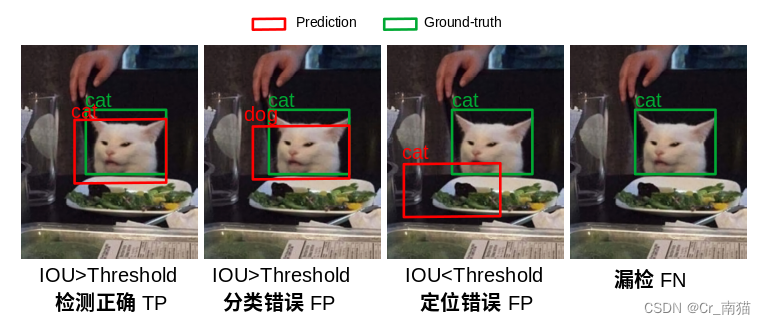 Prediction
Ground-truth
cat
cat
cat
dog
cat
cat
cat
IOU>Threshold
检测正确 TP
IOU>Threshold
分类错误 FP
IOU<Threshold
定位错误 FP
漏检 FN
CSDN @Cr_南猫